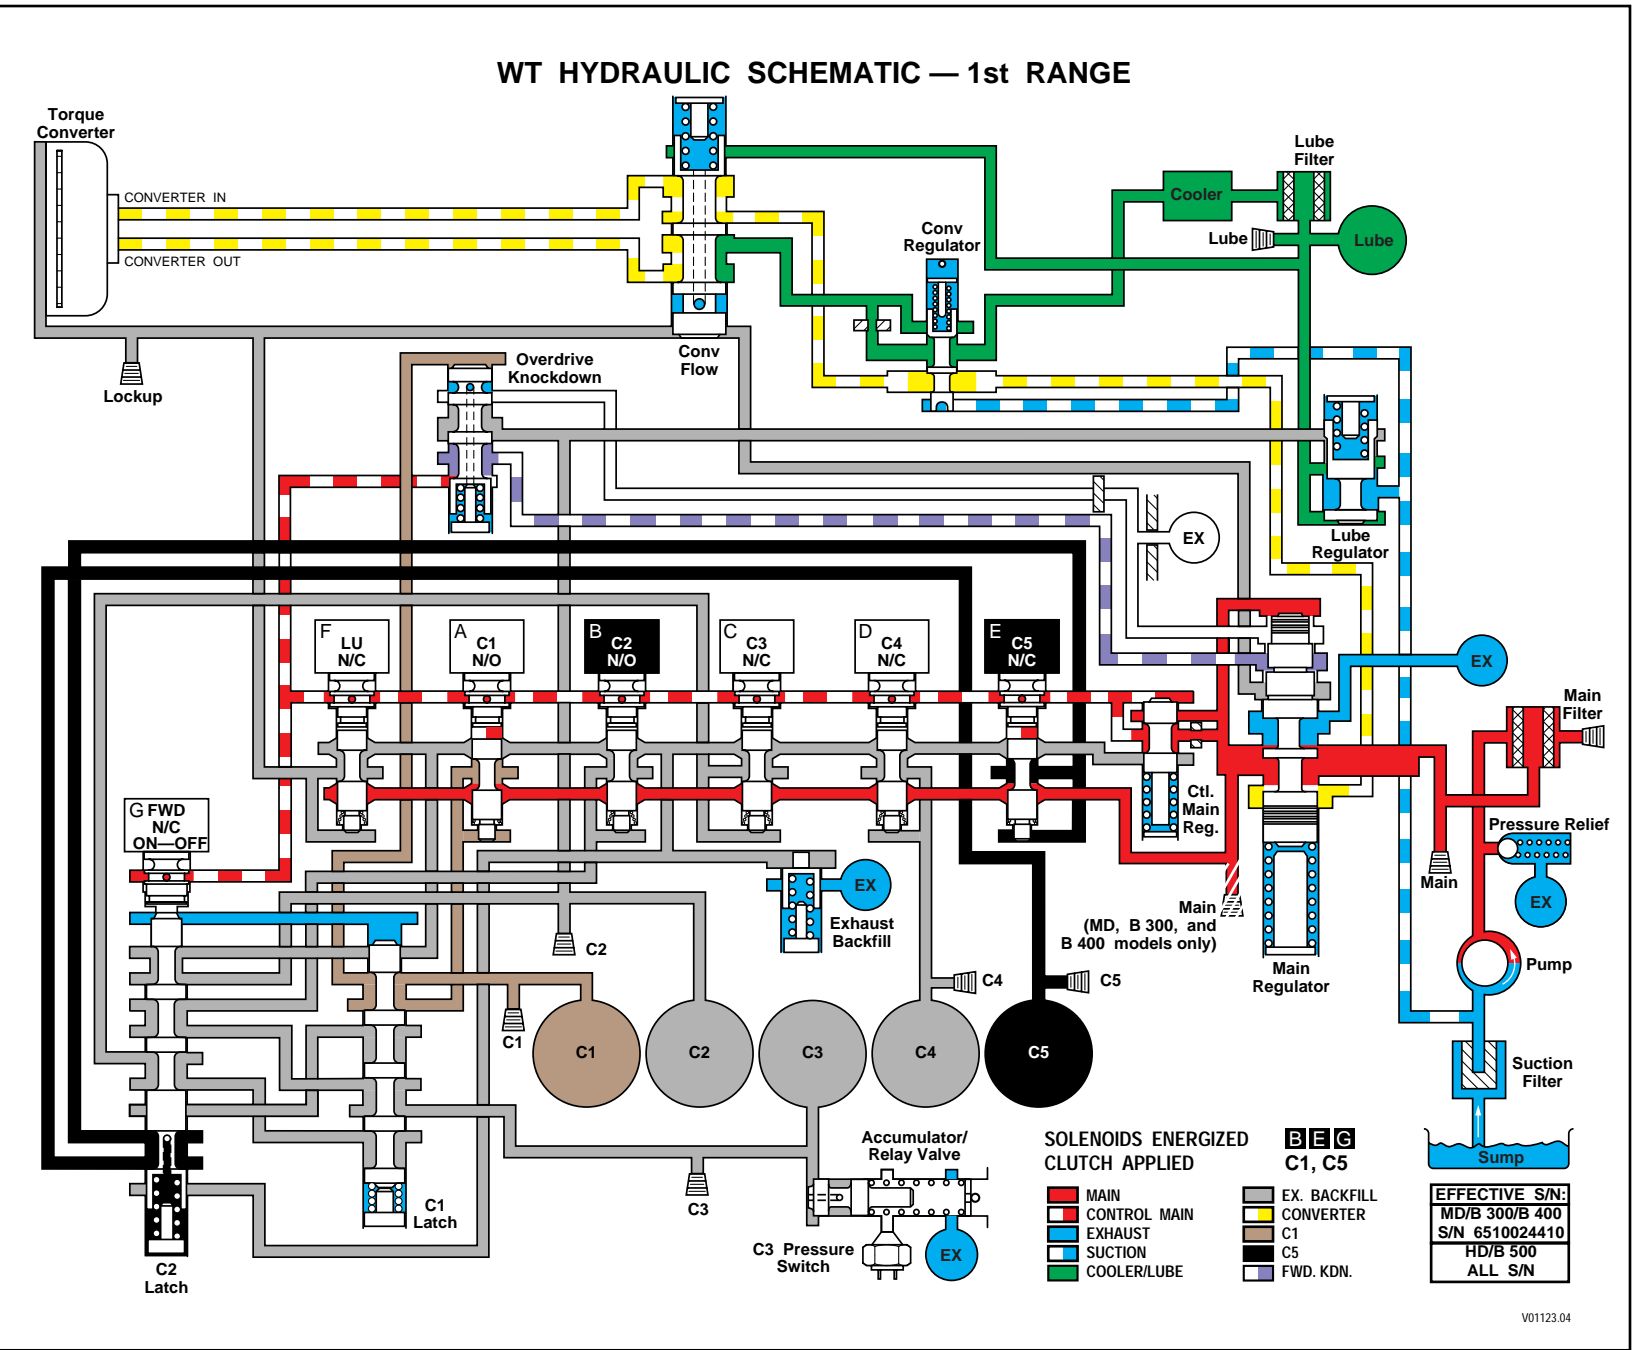 WT HYDRAULIC SCHEMATIC — 1st RANGE
Torque
Converter
CONVERTER IN
CONVERTER OUT
Lockup
Overdrive
Knockdown
Conv
Flow
Conv
Regulator
Cooler
Lube
Filter
Lube
Lube
Lube
Regulator
EX
EX
F
LU
N/C
A
C1
N/O
B
C2
N/O
C
C3
N/C
D
C4
N/C
E
C5
N/C
G FWD
N/C
ON—OFF
Ctl.
Main
Reg.
Main
Filter
Pressure Relief
EX
Main
Main
(MD, B 300, and
B 400 models only)
Main
Regulator
Pump
EX
Exhaust
Backfill
C2
C4
C5
C1
C1
C2
C3
C4
C5
Suction
Filter
Sump
C1
Latch
C2
Latch
C3
Accumulator/
Relay Valve
C3 Pressure
Switch
EX
SOLENOIDS ENERGIZED B E G
CLUTCH APPLIED C1, C5
MAIN
CONTROL MAIN
EXHAUST
SUCTION
COOLER/LUBE
EX. BACKFILL
CONVERTER
C1
C5
FWD. KDN.
EFFECTIVE S/N:
MD/B 300/B 400
S/N 6510024410
HD/B 500
ALL S/N
V01123.04